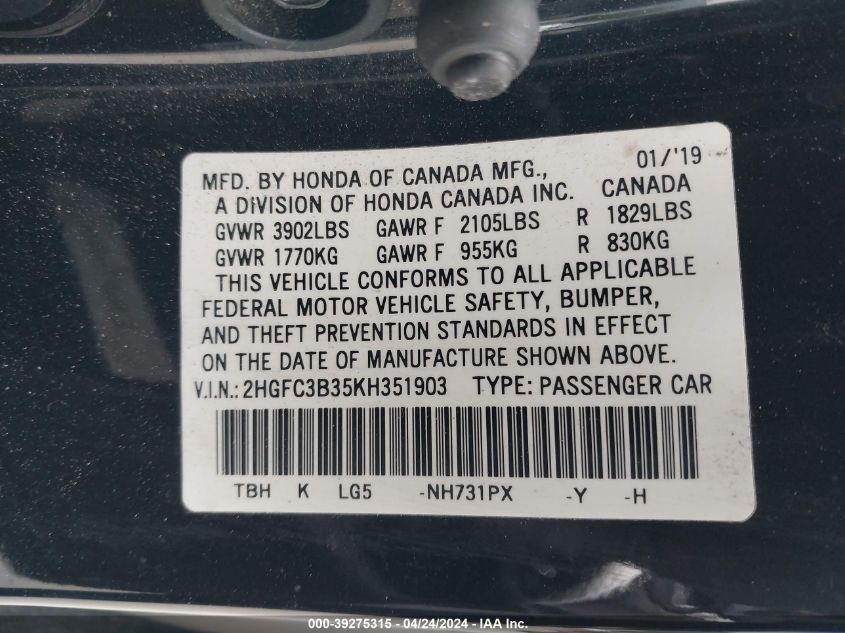 MFD. BY HONDA OF CANADA MFG., 01/'19
A DIVISION OF HONDA CANADA INC. CANADA
GVWR 3902LBS GAWR F 2105LBS R 1829LBS
GVWR 1770KG GAWR F 955KG R 830KG
THIS VEHICLE CONFORMS TO ALL APPLICABLE
FEDERAL MOTOR VEHICLE SAFETY, BUMPER,
AND THEFT PREVENTION STANDARDS IN EFFECT
ON THE DATE OF MANUFACTURE SHOWN ABOVE.
V.I.N.: 2HGFC3B35KH351903 TYPE: PASSENGER CAR
TBH K LG5 -NH731PX -Y -H
000-39275315 - 04/24/2024 - IAA Inc.